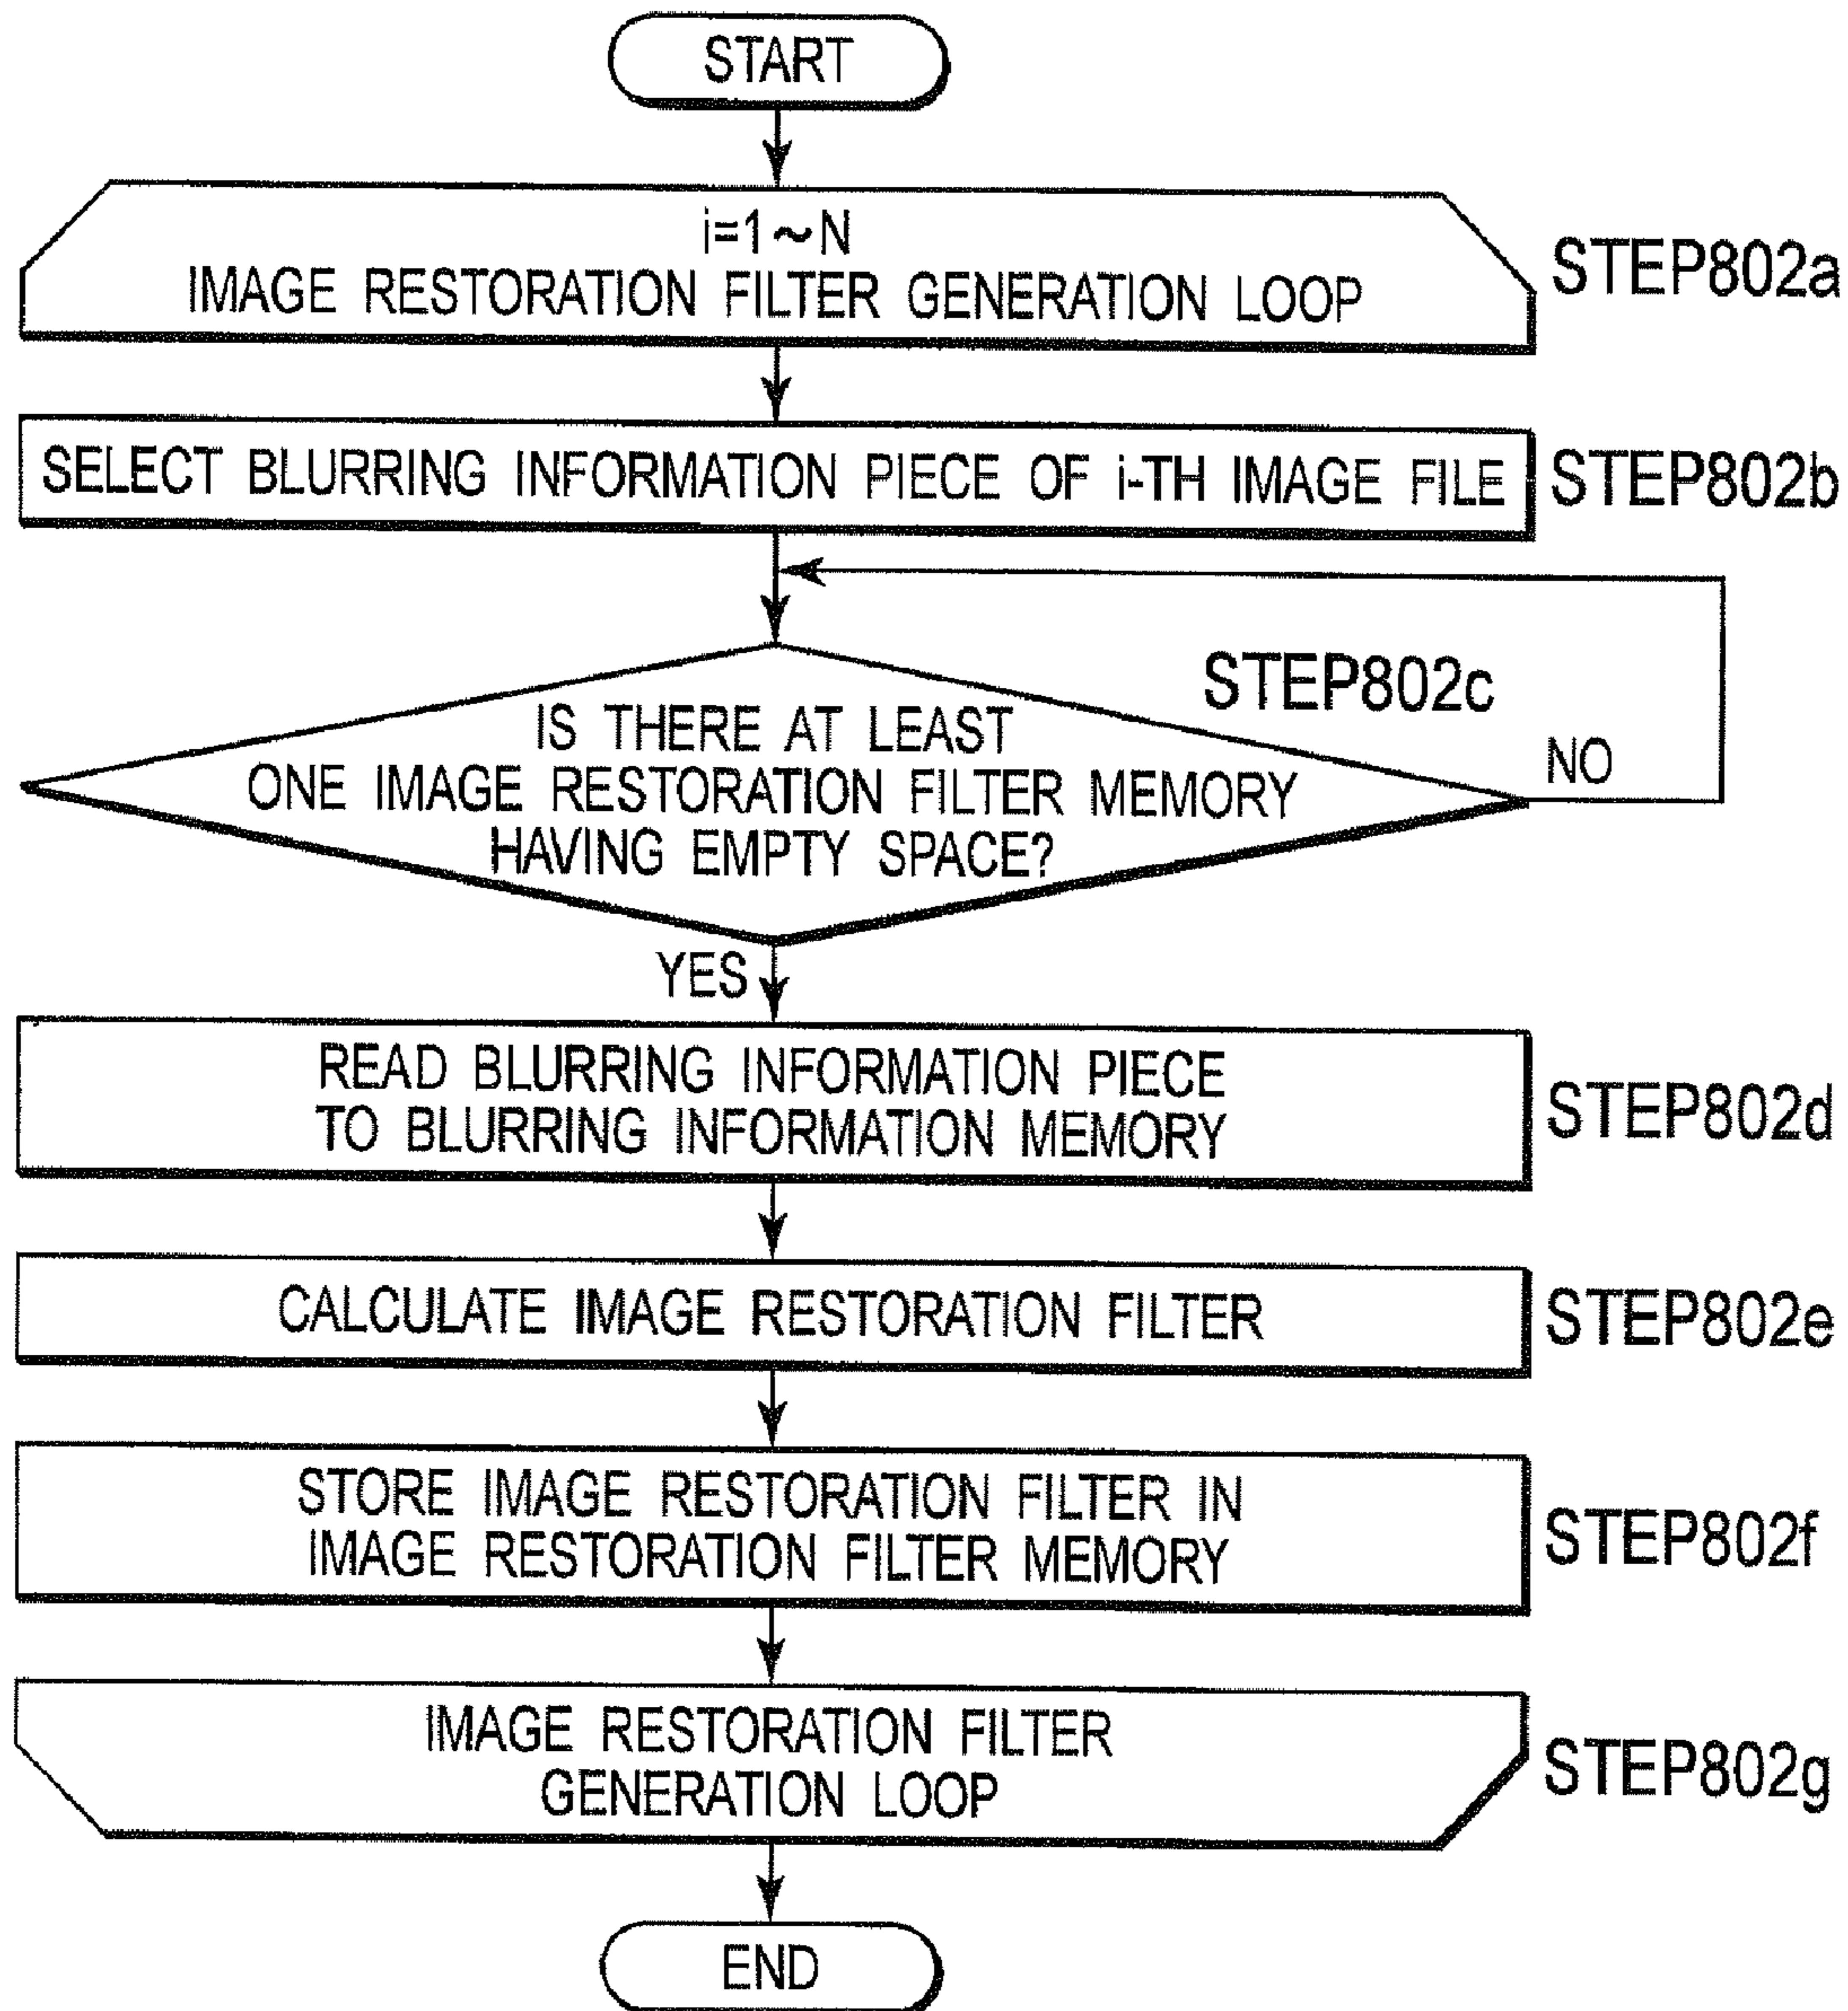 START
i=1~N
IMAGE RESTORATION FILTER GENERATION LOOP
STEP802a
SELECT BLURRING INFORMATION PIECE OF i-TH IMAGE FILE
STEP802b
STEP802c
IS THERE AT LEAST
ONE IMAGE RESTORATION FILTER MEMORY
HAVING EMPTY SPACE?
NO
YES
READ BLURRING INFORMATION PIECE
TO BLURRING INFORMATION MEMORY
STEP802d
CALCULATE IMAGE RESTORATION FILTER
STEP802e
STORE IMAGE RESTORATION FILTER IN
IMAGE RESTORATION FILTER MEMORY
STEP802f
IMAGE RESTORATION FILTER
GENERATION LOOP
STEP802g
END